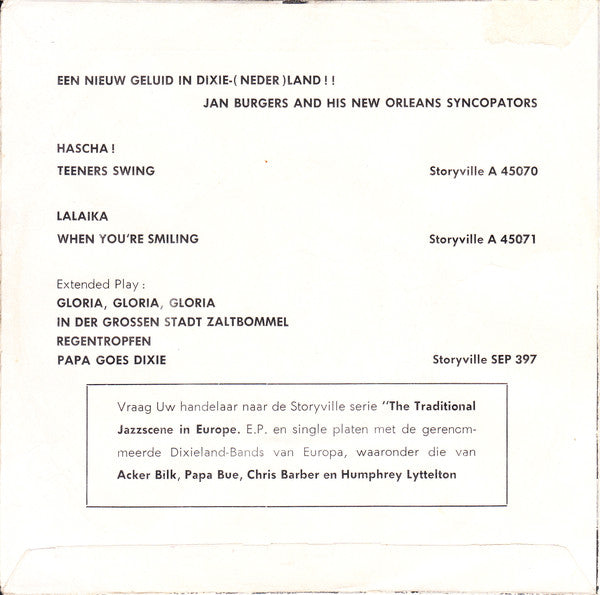 EEN NIEUW GELUID IN DIXIE-(NEDER)LAND!!
JAN BURGERS AND HIS NEW ORLEANS SYNCOPATORS
HASCHA!
TEENERS SWING Storyville A 45070
LALAIKA
WHEN YOU'RE SMILING Storyville A 45071
Extended Play:
GLORIA, GLORIA, GLORIA
IN DER GROSSEN STADT ZALTBOMMEL
REGENTROPFEN
PAPA GOES DIXIE Storyville SEP 397
Vraag Uw handelaar naar de Storyville serie "The Traditional
Jazzscene in Europe. E.P. en single platen met de gerenom-
meerde Dixieland-Bands van Europa, waaronder die van
Acker Bilk, Papa Bue, Chris Barber en Humphrey Lyttelton